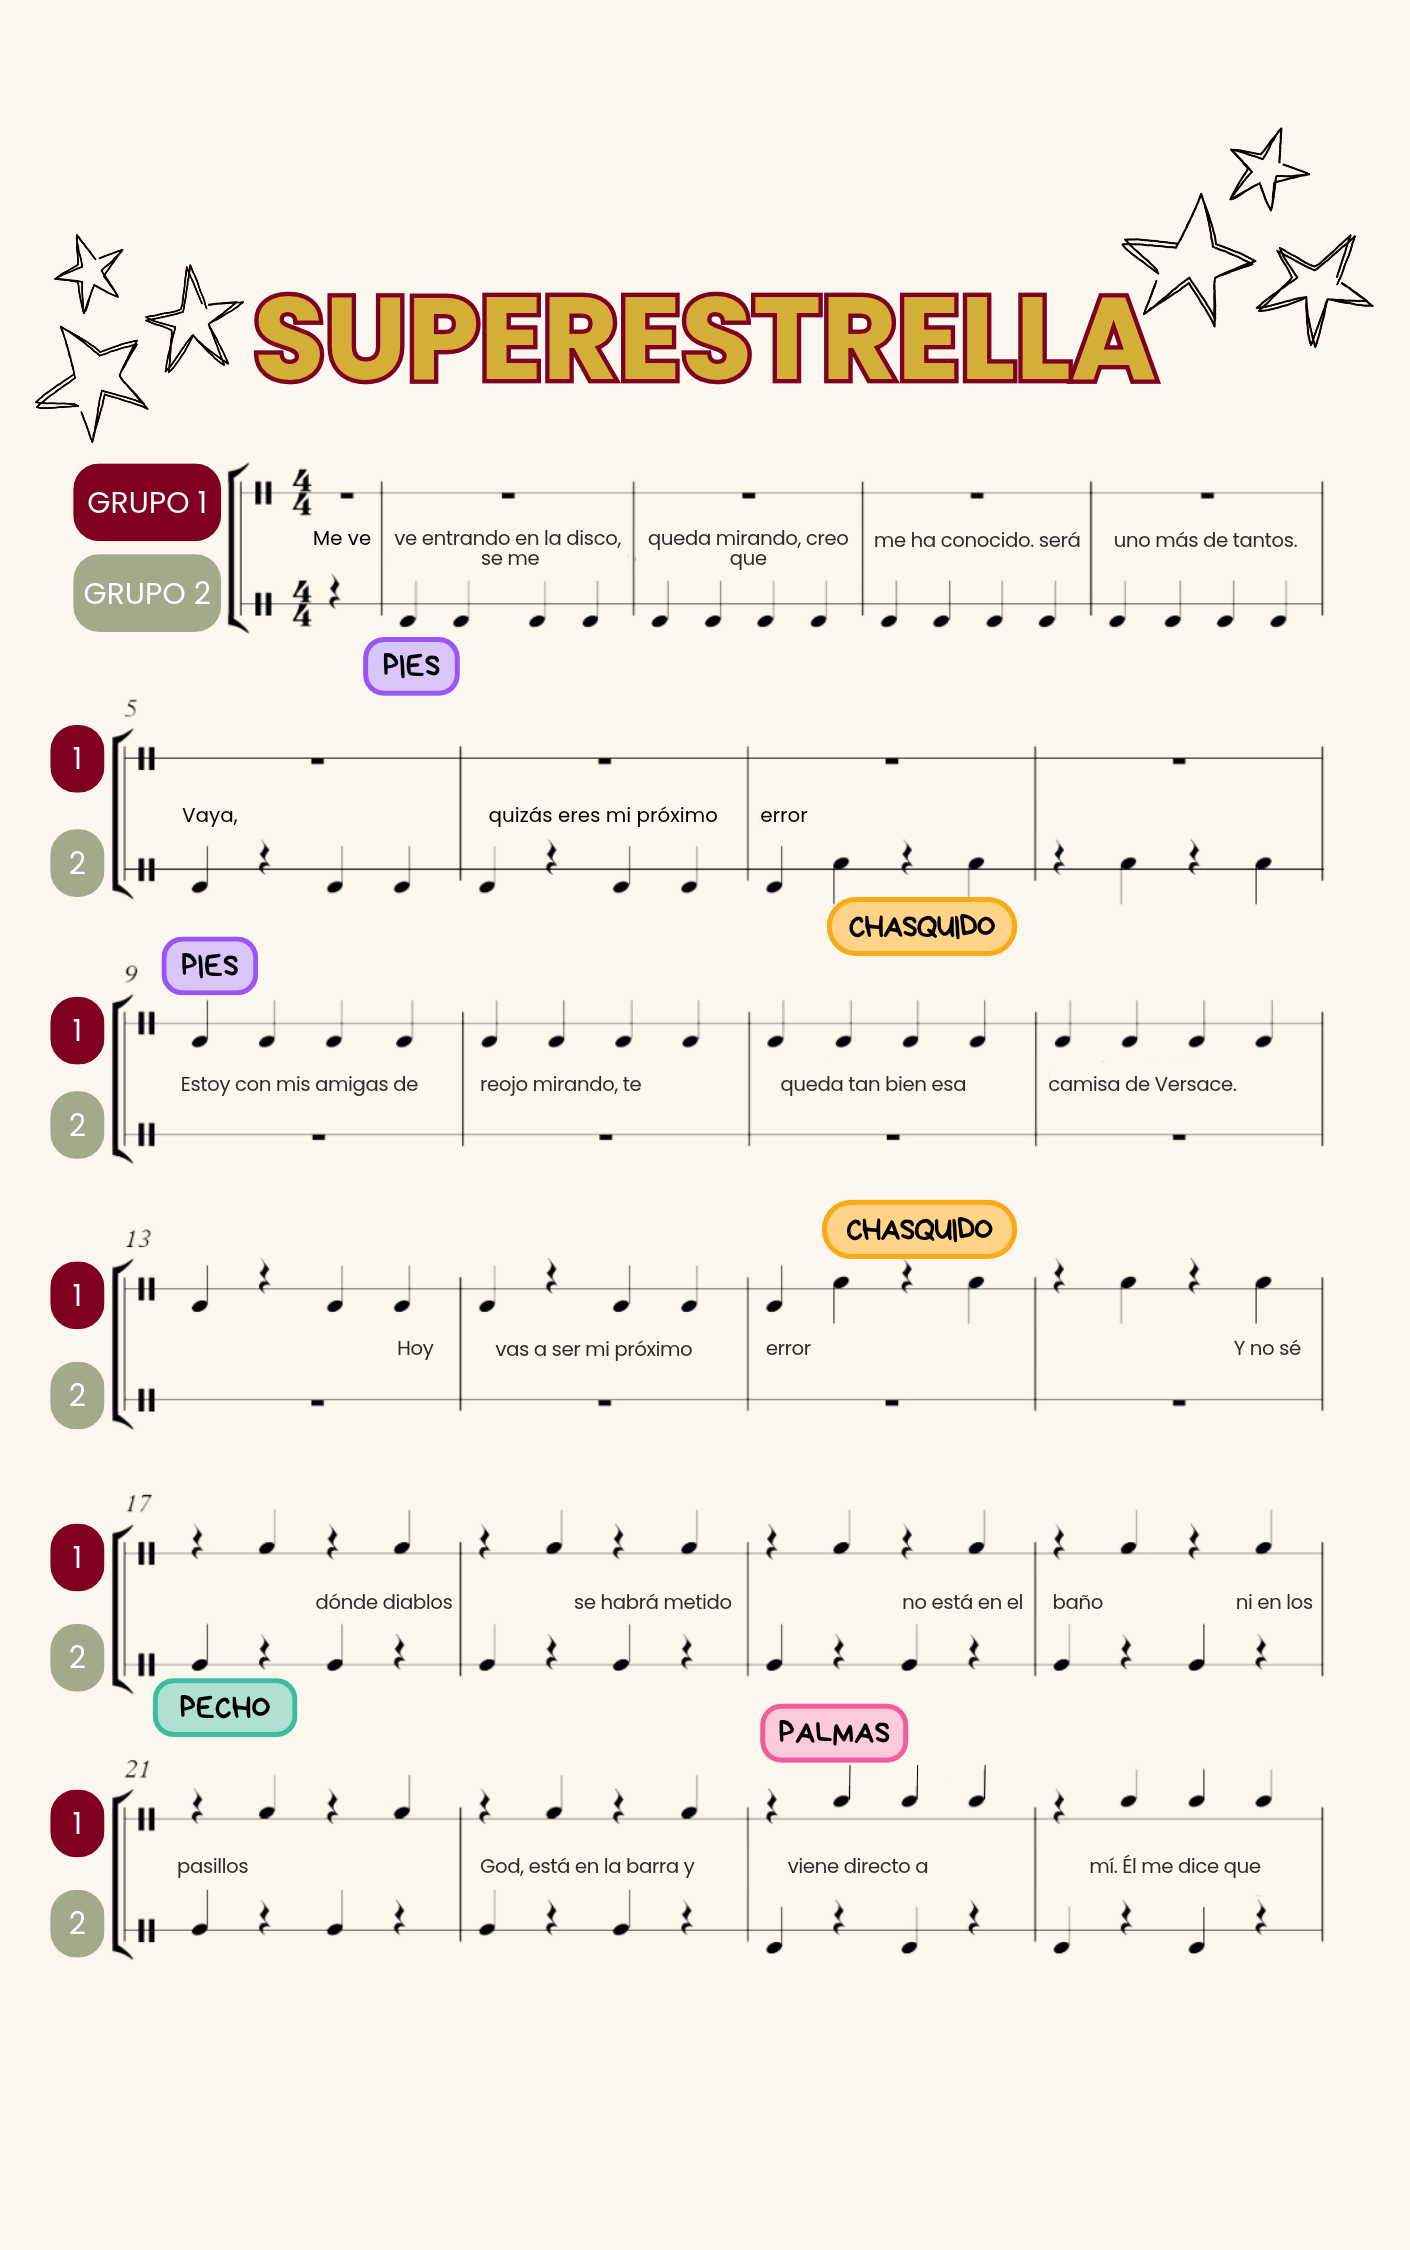 SUPERESTRELLA
GRUPO 1
4
4
Me ve ve entrando en la disco, queda mirando, creo me ha conocido. será uno más de tantos.
se me que
GRUPO 2
4
4
PIES
5
1
Vaya, quizás eres mi próximo error
2
CHASQUIDO
PIES
9
1
Estoy con mis amigas de reojo mirando, te queda tan bien esa camisa de Versace.
2
CHASQUIDO
13
1
Hoy vas a ser mi próximo error Y no sé
2
17
1
dónde diablos se habrá metido no está en el baño ni en los
2
PECHO
PALMAS
21
1
pasillos God, está en la barra y viene directo a mí. Él me dice que
2